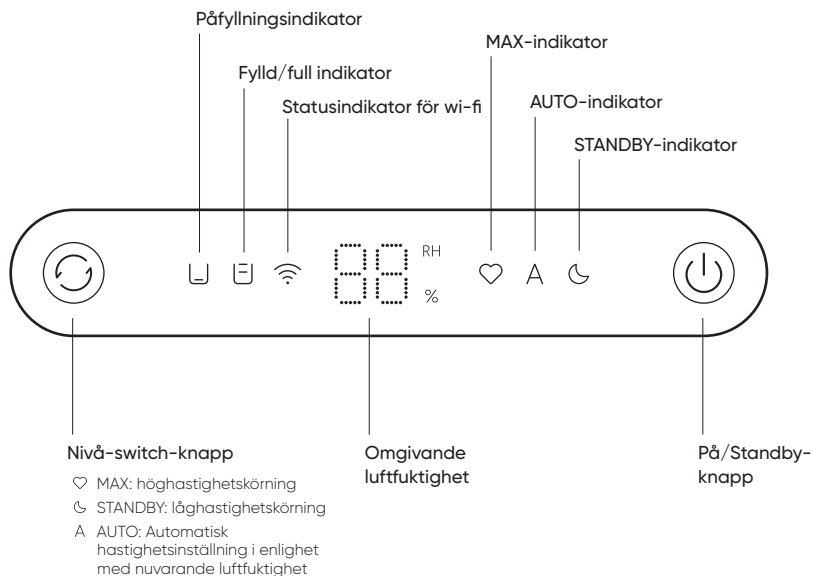 Påfyllningsindikator
MAX-indikator
Fylld/full indikator
AUTO-indikator
Statusindikator för wi-fi
STANDBY-indikator
88
RH
%
A
Nivå-switch-knapp
MAX: höghastighetskörning
STANDBY: låghastighetskörning
A AUTO: Automatisk
hastighetsinställning i enlighet
med nuvarande luftfuktighet
Omgivande
luftfuktighet
På/Standby-
knapp